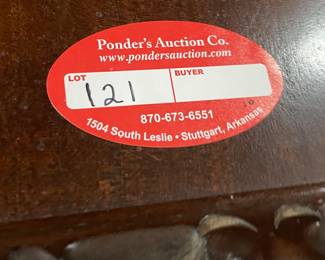 Ponder's Auction Co.
www.pondersauction.com
LOT BUYER
121
870-673-6551
1504 South Leslie • Stuttgart, Arkansas